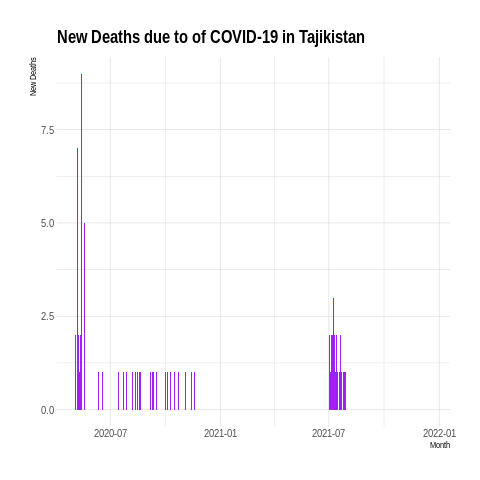 New Deaths due to of COVID-19 in Tajikistan
New Deaths
7.5
5.0
2.5
0.0
2020-07
2021-01
2021-07
2022-01
Month